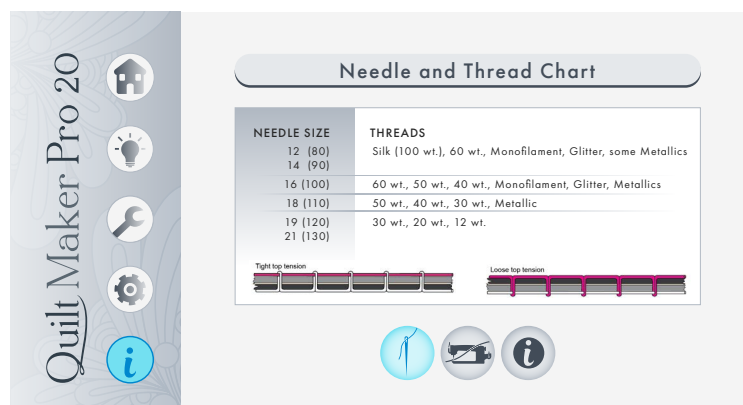 Quilt Maker Pro 20
Needle and Thread Chart
NEEDLE SIZE THREADS
12 (80) Silk (100 wt.), 60 wt., Monofilament, Glitter, some Metallics
14 (90)
16 (100) 60 wt., 50 wt., 40 wt., Monofilament, Glitter, Metallics
18 (110) 50 wt., 40 wt., 30 wt., Metallic
19 (120) 30 wt., 20 wt., 12 wt.
21 (130)
Tight top tension
Loose top tension
i
i